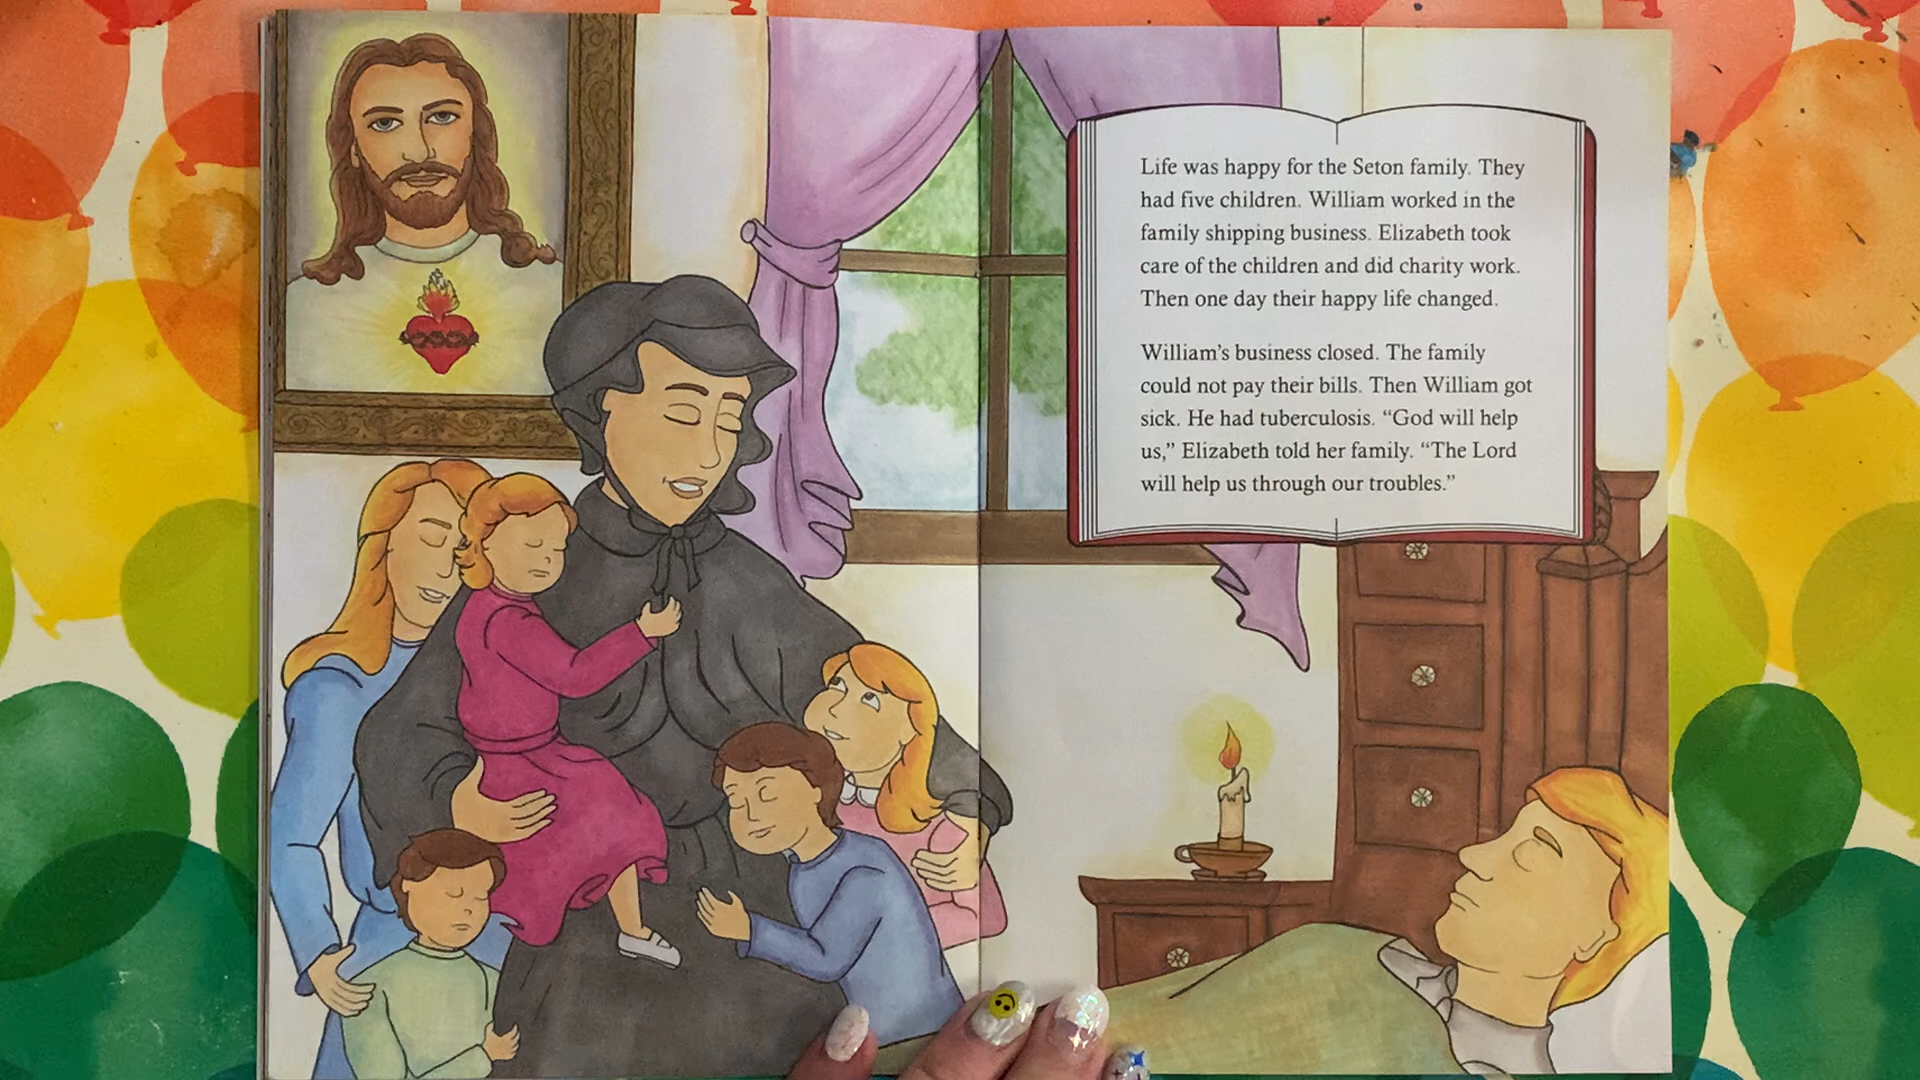 Life was happy for the Seton family. They
had five children. William worked in the
family shipping business. Elizabeth took
care of the children and did charity work.
Then one day their happy life changed.
William’s business closed. The family
could not pay their bills. Then William got
sick. He had tuberculosis. “God will help
us,” Elizabeth told her family. “The Lord
will help us through our troubles.”